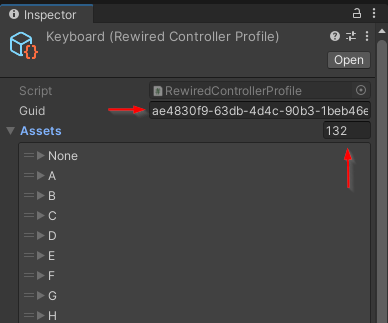 Inspector
Keyboard (Rewired Controller Profile)
Open
Script RewiredControllerProfile
Guid ae4830f9-63db-4d4c-90b3-1beb46e
Assets 132
None
A
B
C
D
E
F
G
H